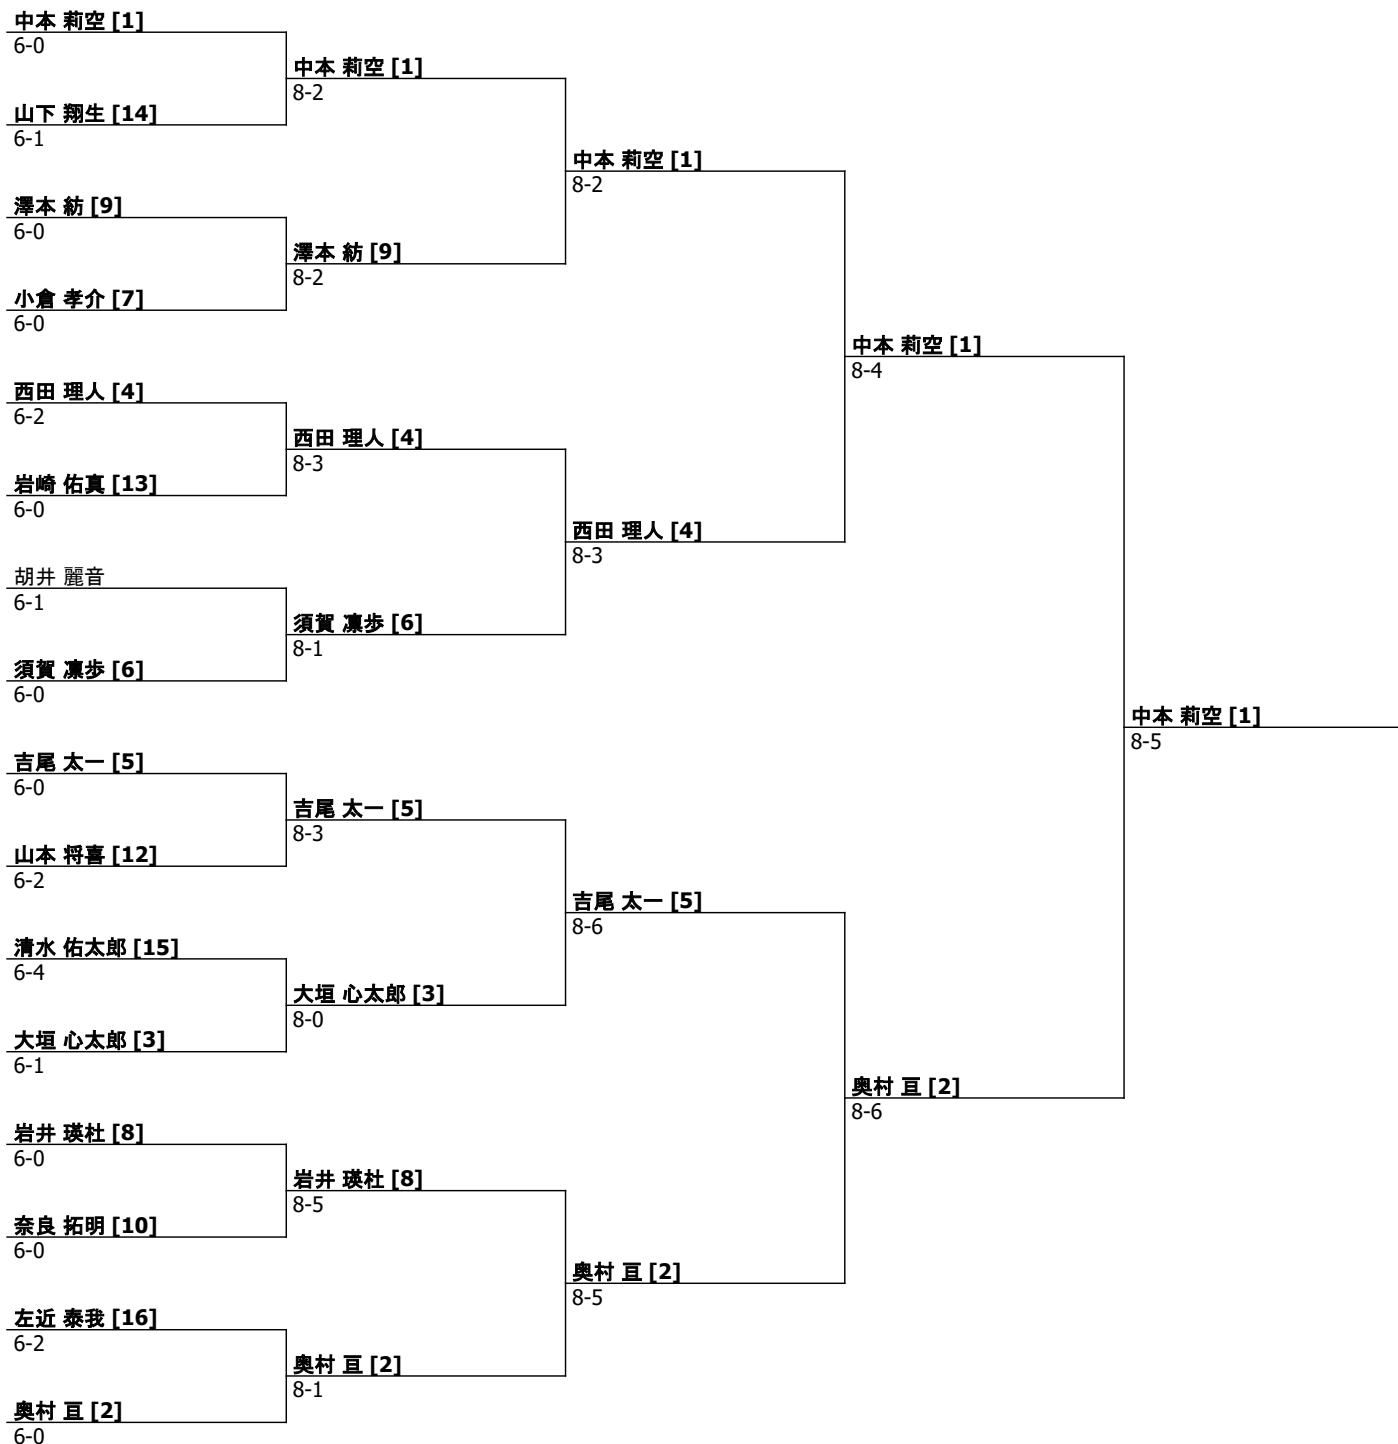 中本 莉空 [1]
6-0
中本 莉空 [1]
8-2
山下 翔生 [14]
6-1
中本 莉空 [1]
8-2
澤本 紡 [9]
6-0
澤本 紡 [9]
8-2
小倉 孝介 [7]
6-0
中本 莉空 [1]
8-4
西田 理人 [4]
6-2
西田 理人 [4]
8-3
岩崎 佑真 [13]
6-0
西田 理人 [4]
8-3
胡井 麗音
6-1
須賀 凛歩 [6]
8-1
須賀 凛歩 [6]
6-0
中本 莉空 [1]
8-5
吉尾 太一 [5]
6-0
吉尾 太一 [5]
8-3
山本 将喜 [12]
6-2
吉尾 太一 [5]
8-6
清水 佑太郎 [15]
6-4
大垣 心太郎 [3]
8-0
大垣 心太郎 [3]
6-1
奥村 亘 [2]
8-6
岩井 瑛杜 [8]
6-0
岩井 瑛杜 [8]
8-5
奈良 拓明 [10]
6-0
奥村 亘 [2]
8-5
左近 泰我 [16]
6-2
奥村 亘 [2]
8-1
奥村 亘 [2]
6-0